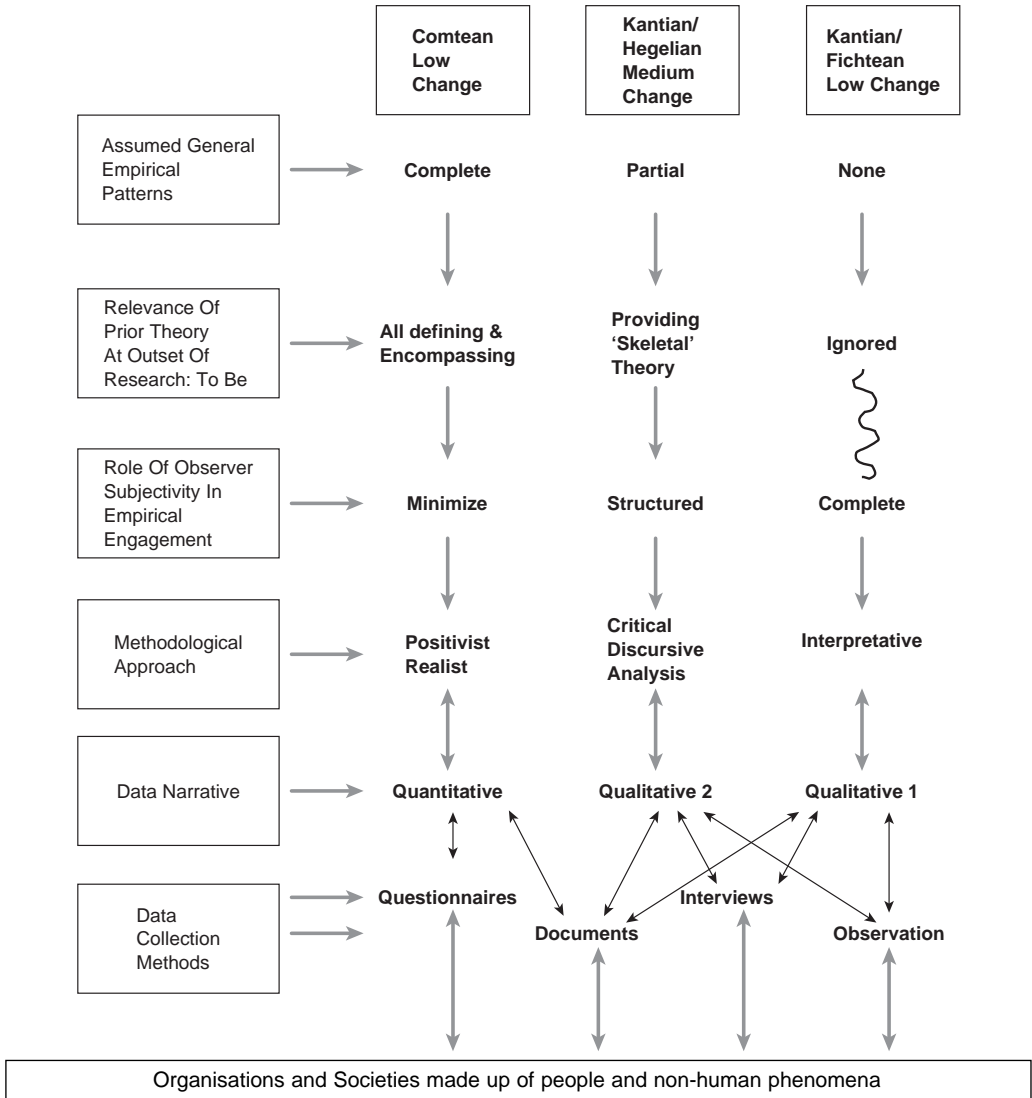 Comtean
Low
Change
Kantian/
Hegelian
Medium
Change
Kantian/
Fichtean
Low Change
Assumed General
Empirical
Patterns
Complete
Partial
None
Relevance Of
Prior Theory
At Outset Of
Research: To Be
All defining &
Encompassing
Providing
‘Skeletal’
Theory
Ignored
Role Of Observer
Subjectivity In
Empirical
Engagement
Minimize
Structured
Complete
Methodological
Approach
Positivist
Realist
Critical
Discursive
Analysis
Interpretative
Data Narrative
Quantitative
Qualitative 2
Qualitative 1
Data
Collection
Methods
Questionnaires
Interviews
Documents
Observation
Organisations and Societies made up of people and non-human phenomena